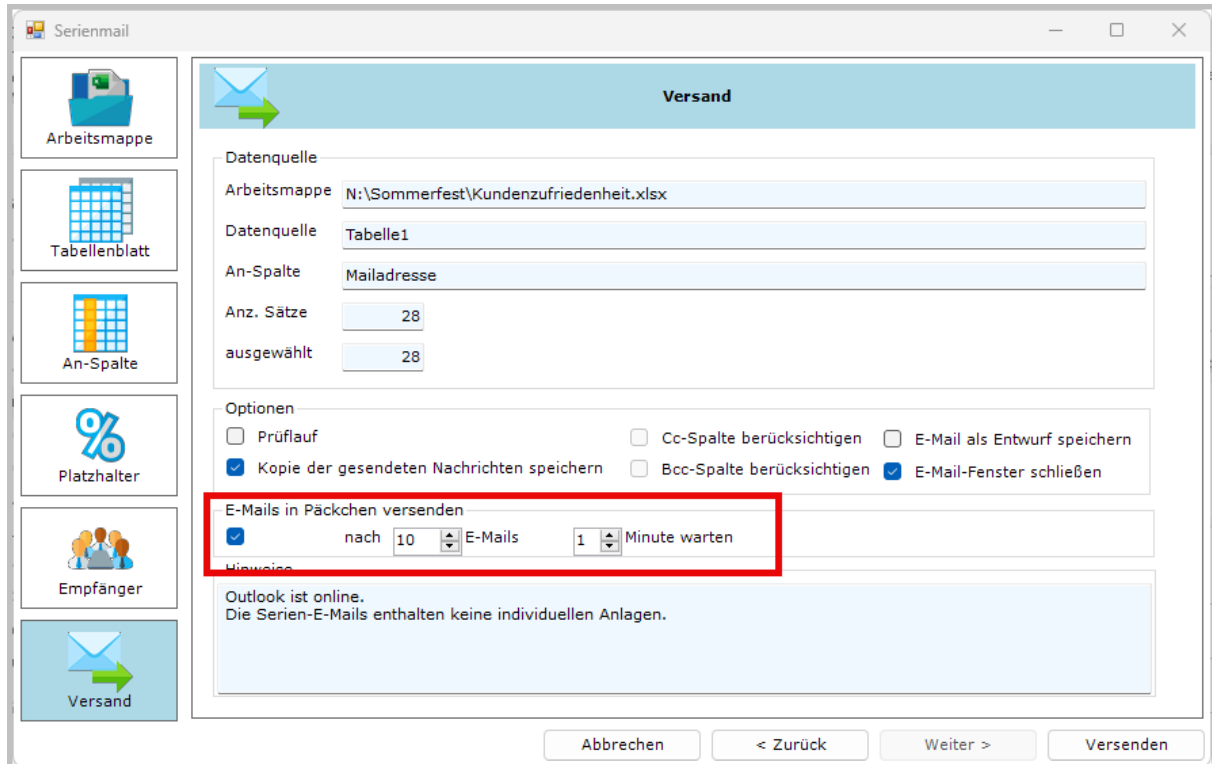 Serienmail
Arbeitsmappe
Tabellenblatt
An-Spalte
Platzhalter
Empfänger
Versand
Versand
Datenquelle
Arbeitsmappe N:\Sommerfest\Kundenzufriedenheit.xlsx
Datenquelle Tabelle1
An-Spalte Mailadresse
Anz. Sätze 28
ausgewählt 28
Optionen
Prüflauf Cc-Spalte berücksichtigen E-Mail als Entwurf speichern
Kopie der gesendeten Nachrichten speichern Bcc-Spalte berücksichtigen E-Mail-Fenster schließen
E-Mails in Päckchen versenden
nach 10 E-Mails 1 Minute warten
Hinweise
Outlook ist online.
Die Serien-E-Mails enthalten keine individuellen Anlagen.
Abbrechen < Zurück Weiter > Versenden